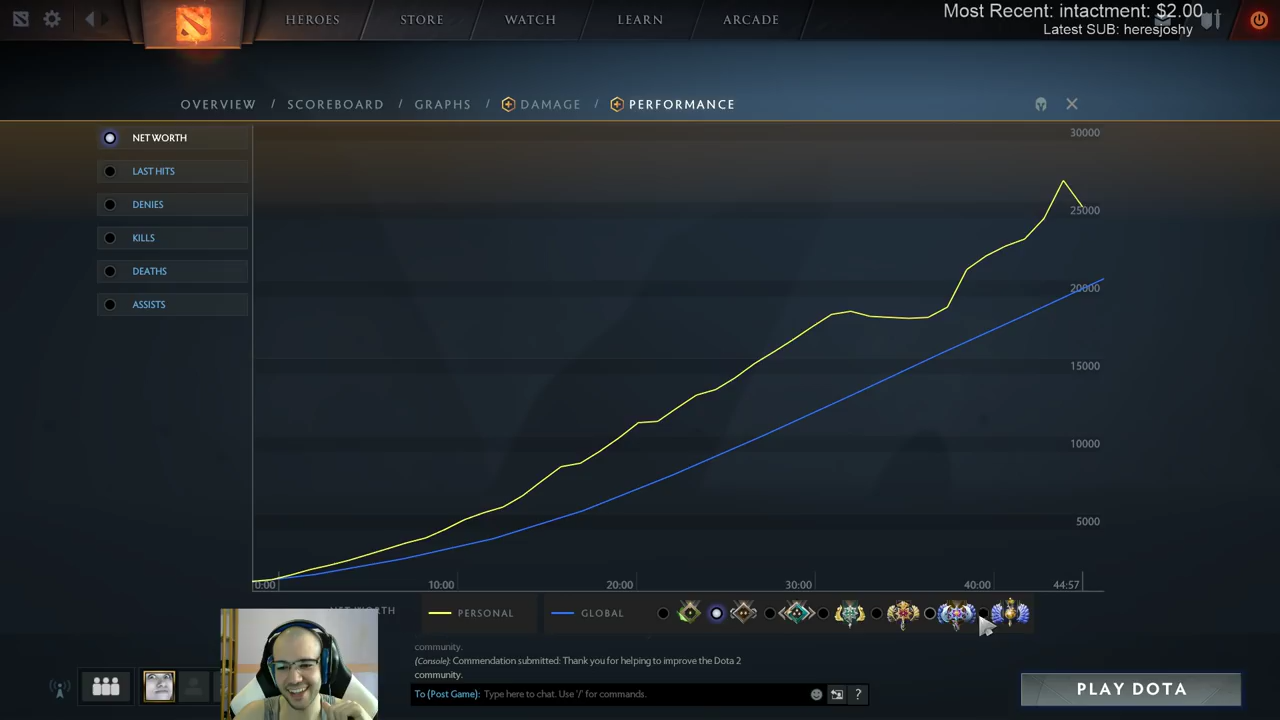 HEROES
STORE
WATCH
LEARN
ARCADE
Most Recent: intactment: $2.00
Latest SUB: heresjoshy
OVERVIEW / SCOREBOARD / GRAPHS / DAMAGE / PERFORMANCE
NET WORTH
LAST HITS
DENIES
KILLS
DEATHS
ASSISTS
30000
25000
20000
15000
10000
5000
0:00
10:00
20:00
30:00
40:00
44:57
PERSONAL
GLOBAL
community.
(Console): Commendation submitted: Thank you for helping to improve the Dota 2
community.
To (Post Game): Type here to chat. Use '/' for commands.
?
PLAY DOTA